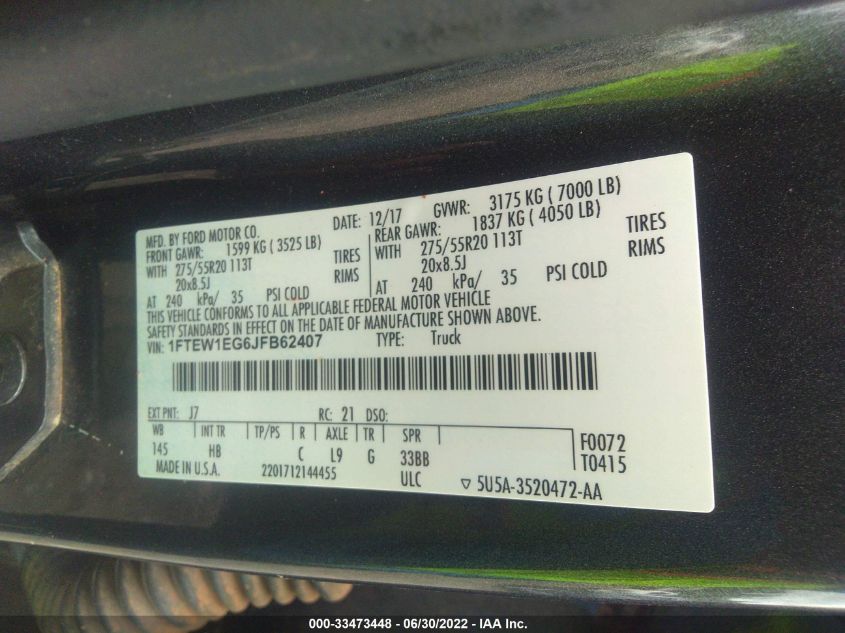 MFD. BY FORD MOTOR CO. DATE: 12/17 GVWR: 3175 KG ( 7000 LB)
FRONT GAWR: 1599 KG ( 3525 LB) REAR GAWR: 1837 KG ( 4050 LB)
WITH 275/55R20 113T TIRES WITH 275/55R20 113T TIRES
20x8.5J RIMS 20x8.5J RIMS
AT 240 kPa/ 35 PSI COLD AT 240 kPa/ 35 PSI COLD
THIS VEHICLE CONFORMS TO ALL APPLICABLE FEDERAL MOTOR VEHICLE
SAFETY STANDARDS IN EFFECT ON THE DATE OF MANUFACTURE SHOWN ABOVE.
VIN: 1FTEW1EG6JFB62407 TYPE: Truck
EXT PNT: J7 RC: 21 DSO:
WB INT TR TP/PS R AXLE TR SPR F0072
145 HB C L9 G 33BB T0415
MADE IN U.S.A. 2201712144455 ULC ▽ 5U5A-3520472-AA
000-33473448 - 06/30/2022 - IAA Inc.